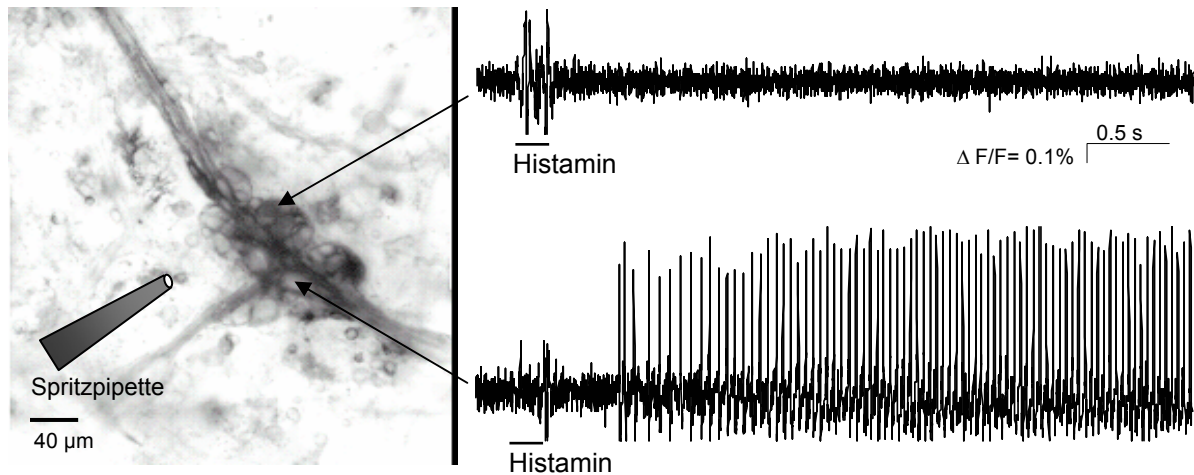 Spritzpipette
40 µm
Histamin
0.5 s
Δ F/F= 0.1%
Histamin